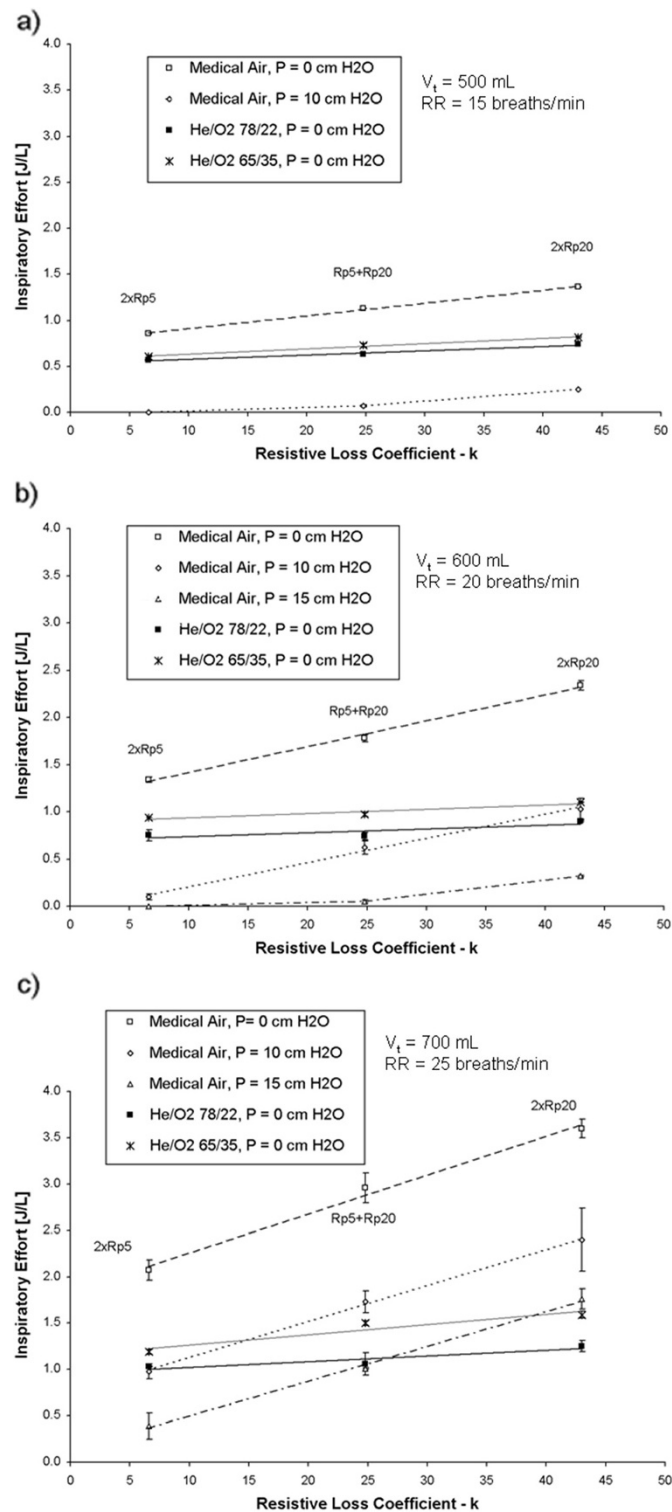 a)
4.0
3.5
3.0
2.5
2.0
1.5
1.0
0.5
0.0
Inspiratory Effort [J/L]
Medical Air, P = 0 cm H2O
Medical Air, P = 10 cm H2O
He/O2 78/22, P = 0 cm H2O
He/O2 65/35, P = 0 cm H2O
Vt = 500 mL
RR = 15 breaths/min
2xRp5
Rp5+Rp20
2xRp20
0 5 10 15 20 25 30 35 40 45 50
Resistive Loss Coefficient - k
b)
4.0
3.5
3.0
2.5
2.0
1.5
1.0
0.5
0.0
Inspiratory Effort [J/L]
Medical Air, P = 0 cm H2O
Medical Air, P = 10 cm H2O
Medical Air, P = 15 cm H2O
He/O2 78/22, P = 0 cm H2O
He/O2 65/35, P = 0 cm H2O
Vt = 600 mL
RR = 20 breaths/min
2xRp5
Rp5+Rp20
2xRp20
0 5 10 15 20 25 30 35 40 45 50
Resistive Loss Coefficient - k
c)
4.0
3.5
3.0
2.5
2.0
1.5
1.0
0.5
0.0
Inspiratory Effort [J/L]
Medical Air, P= 0 cm H2O
Medical Air, P = 10 cm H2O
Medical Air, P = 15 cm H2O
He/O2 78/22, P = 0 cm H2O
He/O2 65/35, P = 0 cm H2O
Vt = 700 mL
RR = 25 breaths/min
2xRp5
Rp5+Rp20
2xRp20
0 5 10 15 20 25 30 35 40 45 50
Resistive Loss Coefficient - k